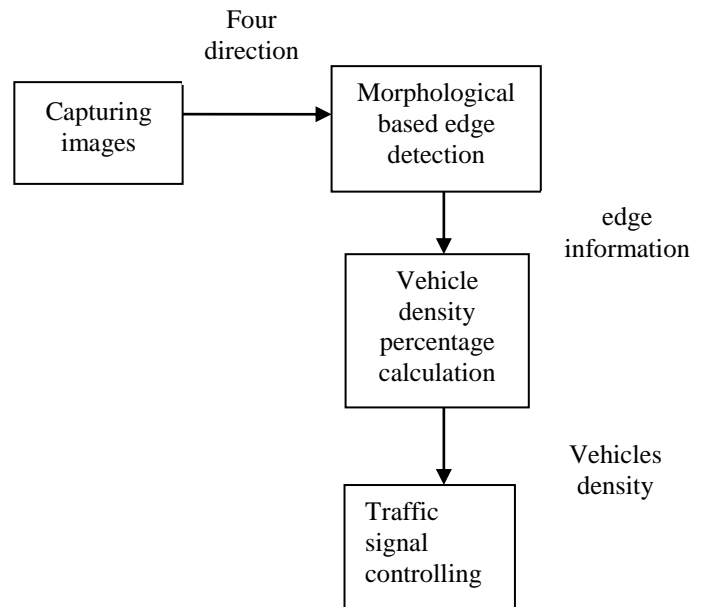 Four
direction
Capturing
images
Morphological
based edge
detection
edge
information
Vehicle
density
percentage
calculation
Vehicles
density
Traffic
signal
controlling